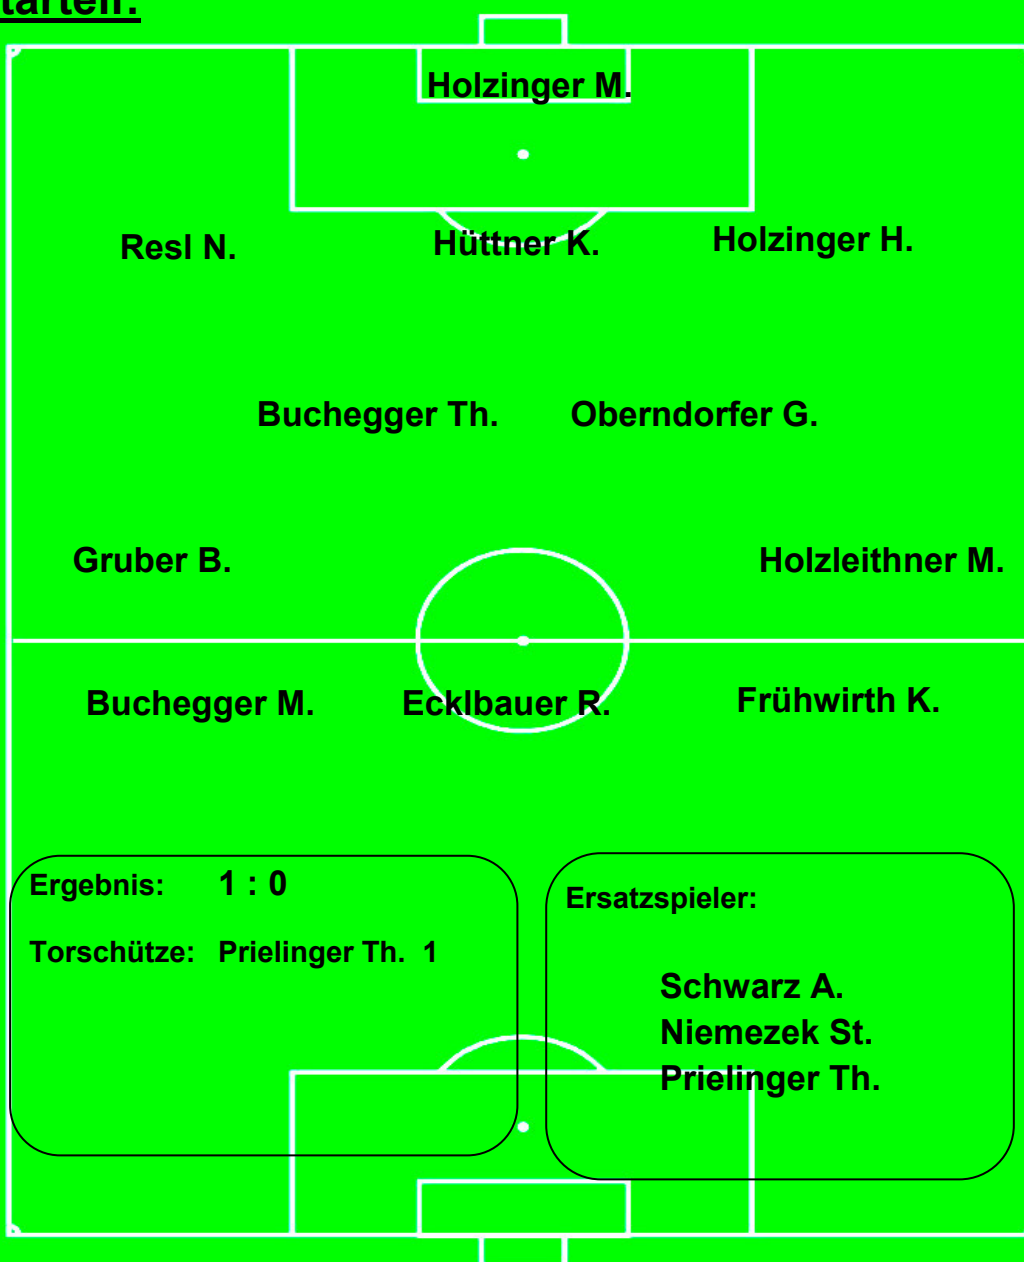 Holzinger M.
Resl N. Hüttner K. Holzinger H.
Buchegger Th. Oberndorfer G.
Gruber B. Holzleithner M.
Buchegger M. Ecklbauer R. Frühwirth K.
Ergebnis: 1 : 0
Torschütze: Prielinger Th. 1
Ersatzspieler:
Schwarz A.
Niemezek St.
Prielinger Th.